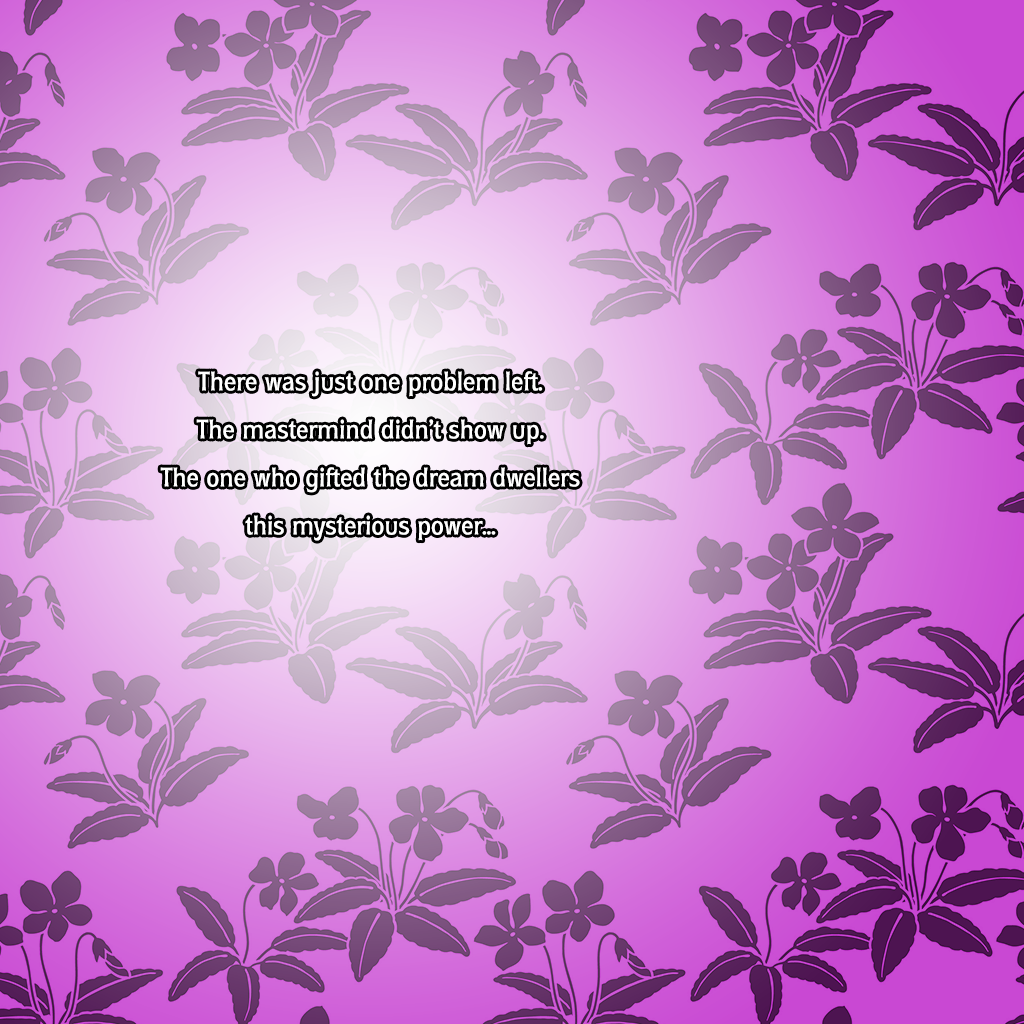 There was just one problem left.
The mastermind didn't show up.
The one who gifted the dream dwellers
this mysterious power...